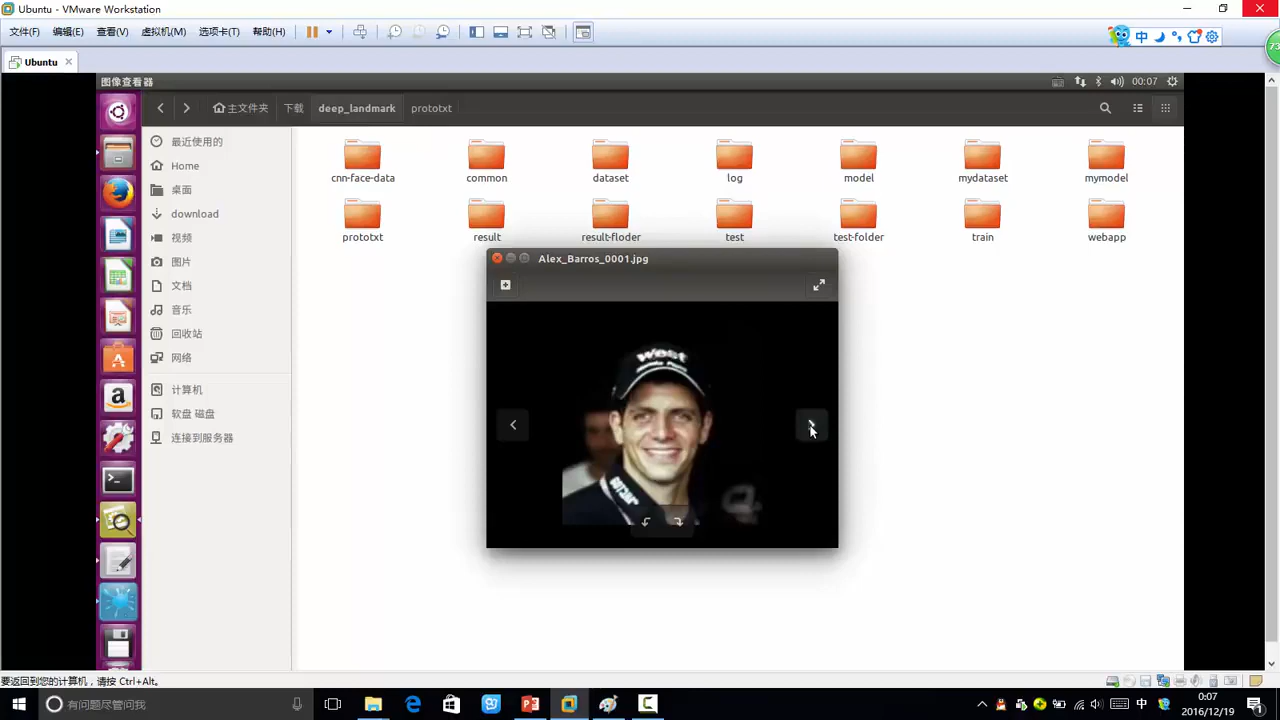 Ubuntu - VMware Workstation
文件(F) 编辑(E) 查看(V) 虚拟机(M) 选项卡(T) 帮助(H)
中
73
Ubuntu
图像查看器
00:07
主文件夹 下载 deep_landmark prototxt
最近使用的
Home
桌面
download
视频
图片
文档
音乐
回收站
网络
计算机
软盘 磁盘
连接到服务器
cnn-face-data common dataset log model mydataset mymodel
prototxt result result-floder test test-folder train webapp
Alex_Barros_0001.jpg
West
要返回到您的计算机，请按 Ctrl+Alt。
有问题尽管问我
中
0:07
2016/12/19